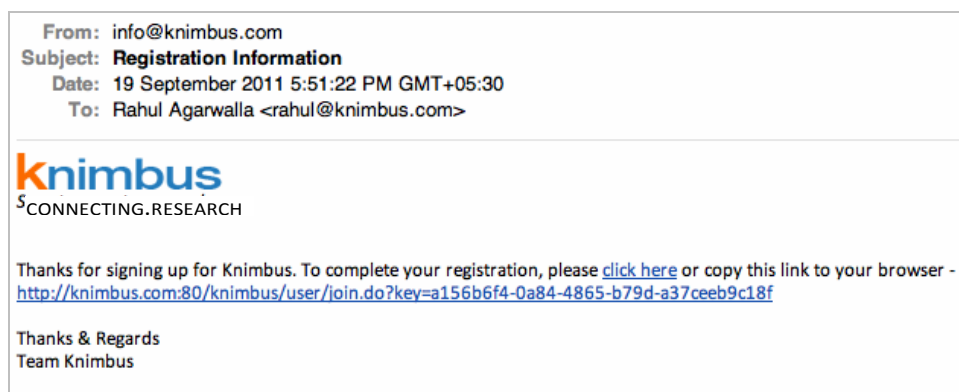 From: info@knimbus.com
Subject: Registration Information
Date: 19 September 2011 5:51:22 PM GMT+05:30
To: Rahul Agarwalla <rahul@knimbus.com>
knimbus
CONNECTING.RESEARCH
Thanks for signing up for Knimbus. To complete your registration, please click here or copy this link to your browser -
http://knimbus.com:80/knimbus/user/join.do?key=a156b6f4-0a84-4865-b79d-a37ceeb9c18f
Thanks & Regards
Team Knimbus